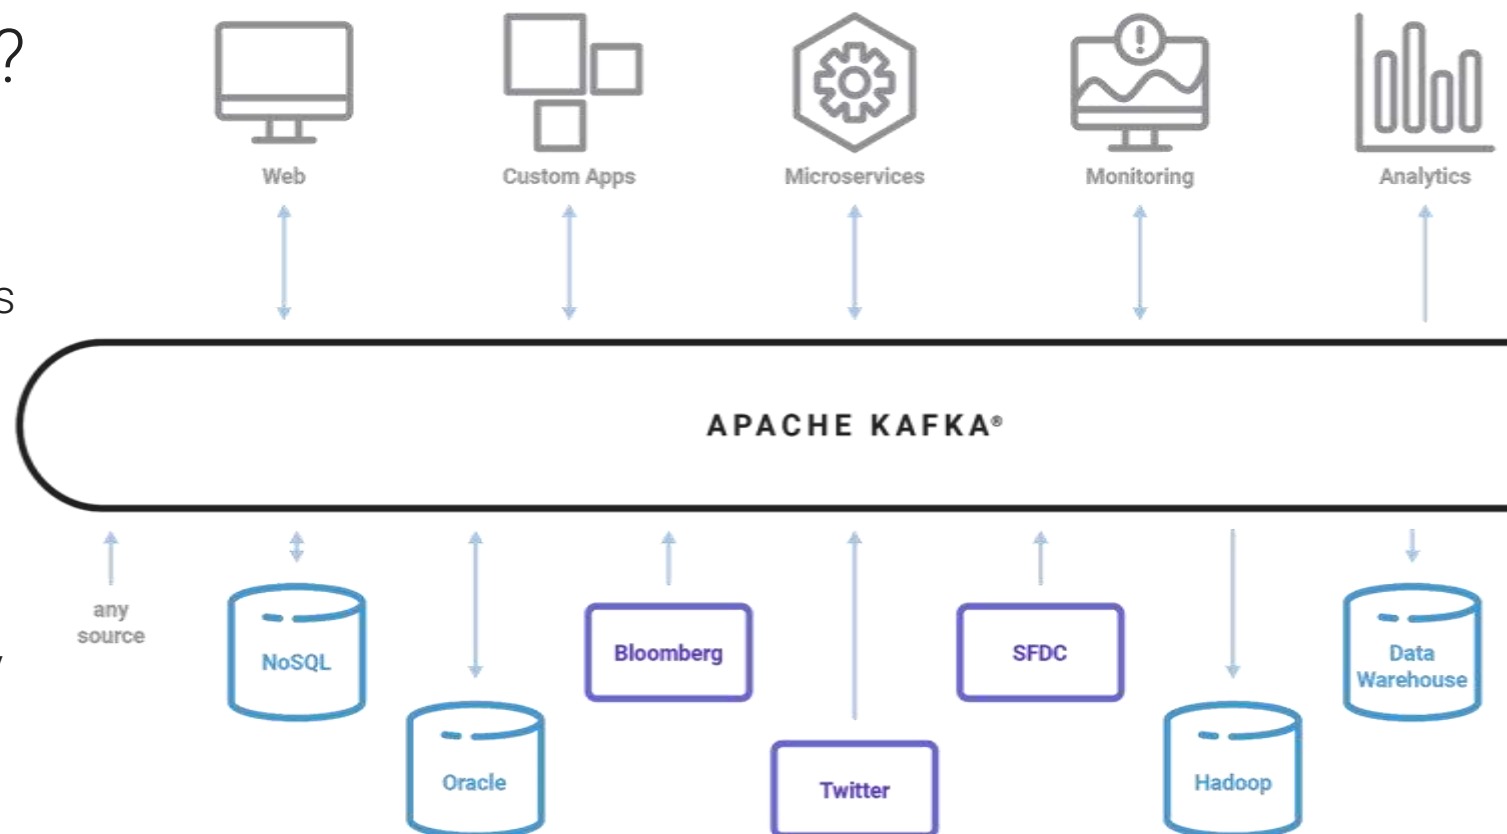 ?
Web
Custom Apps
Microservices
Monitoring
Analytics
s
APACHE KAFKA®
any
source
NoSQL
Bloomberg
SFDC
Data
Warehouse
Oracle
Twitter
Hadoop